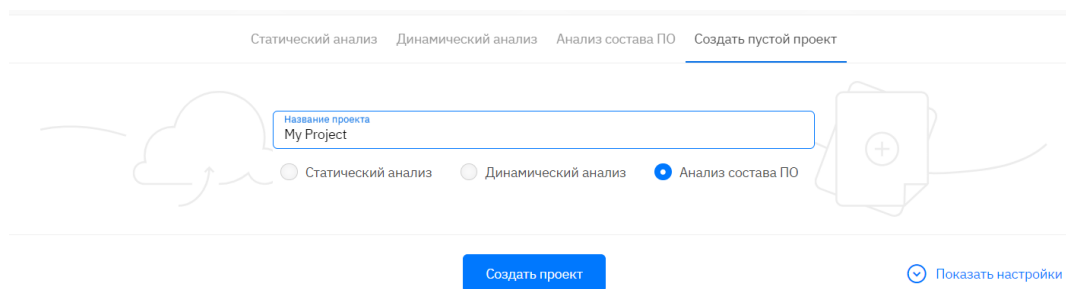 Статический анализ Динамический анализ Анализ состава ПО Создать пустой проект
Название проекта
My Project
Статический анализ Динамический анализ Анализ состава ПО
Создать проект Показать настройки